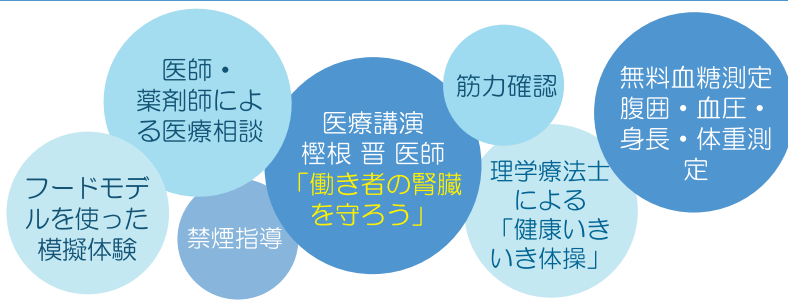 医師・
薬剤師によ
る医療相談
フードモデ
ルを使った
模擬体験
禁煙指導
医療講演
樫根 晋 医師
「働き者の腎臓
を守ろう」
筋力確認
理学療法士
による
「健康いき
いき体操」
無料血糖測定
腹囲・血圧・
身長・体重測
定